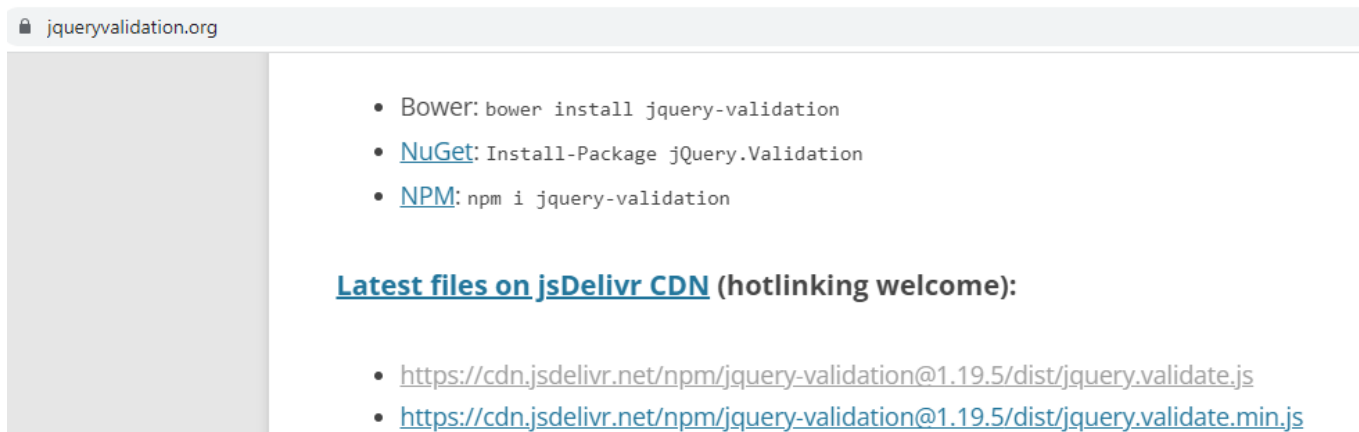 jqueryvalidation.org
Bower: bower install jquery-validation
NuGet: Install-Package jQuery.Validation
NPM: npm i jquery-validation
Latest files on jsDelivr CDN (hotlinking welcome):
https://cdn.jsdelivr.net/npm/jquery-validation@1.19.5/dist/jquery.validate.js
https://cdn.jsdelivr.net/npm/jquery-validation@1.19.5/dist/jquery.validate.min.js